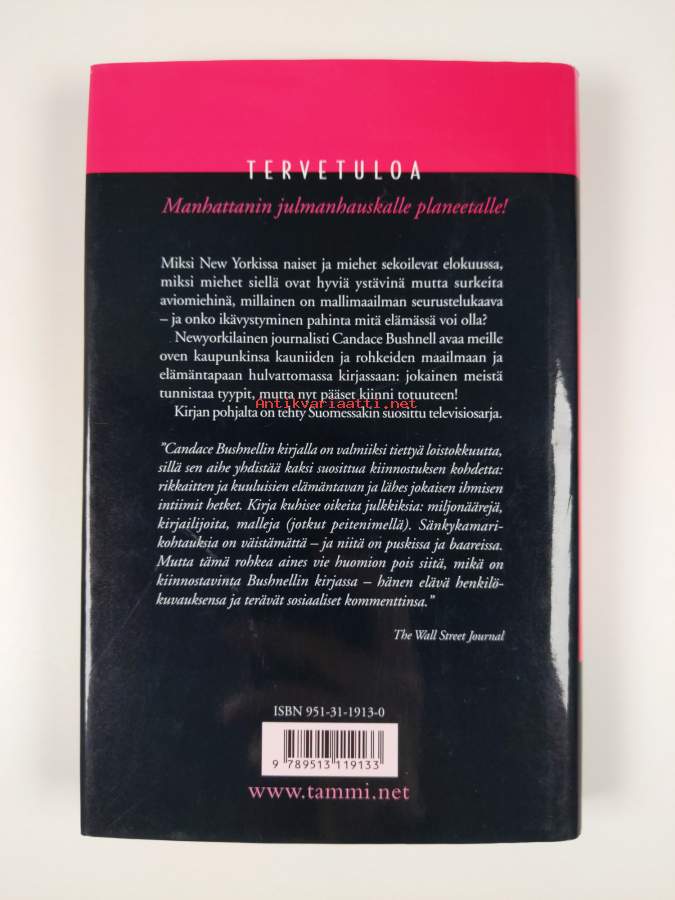 TERVETULOA
Manhattanin julmanhauskalle planeetalle!
Miksi New Yorkissa naiset ja miehet sekoilevat elokuussa,
miksi miehet siellä ovat hyviä ystävinä mutta surkeita
aviomiehinä, millainen on mallimaailman seurustelukaava
– ja onko ikävystyminen pahinta mitä elämässä voi olla?
Newyorkilainen journalisti Candace Bushnell avaa meille
oven kaupunkinsa kauniiden ja rohkeiden maailmaan ja
elämäntapaan hulvattomassa kirjassaan: jokainen meistä
tunnistaa tyypit, mutta nyt pääset kiinni totuuteen!
Antikvariaatti.net
Kirjan pohjalta on tehty Suomessakin suosittu televisiosarja.
"Candace Bushnellin kirjalla on valmiiksi tiettyä loistokkuutta,
sillä sen aihe yhdistää kaksi suosittua kiinnostuksen kohdetta:
rikkaitten ja kuuluisien elämäntavan ja lähes jokaisen ihmisen
intiimit hetket. Kirja kuhisee oikeita julkkiksia: miljonäärejä,
kirjailijoita, malleja (jotkut peitenimellä). Sänkykamari-
kohtauksia on väistämättä – ja niitä on puskissa ja baareissa.
Mutta tämä rohkea aines vie huomion pois siitä, mikä on
kiinnostavinta Bushnellin kirjassa – hänen elävä henkilö-
kuvauksensa ja terävät sosiaaliset kommenttinsa."
The Wall Street Journal
ISBN 951-31-1913-0
9 789513 119133
www.tammi.net